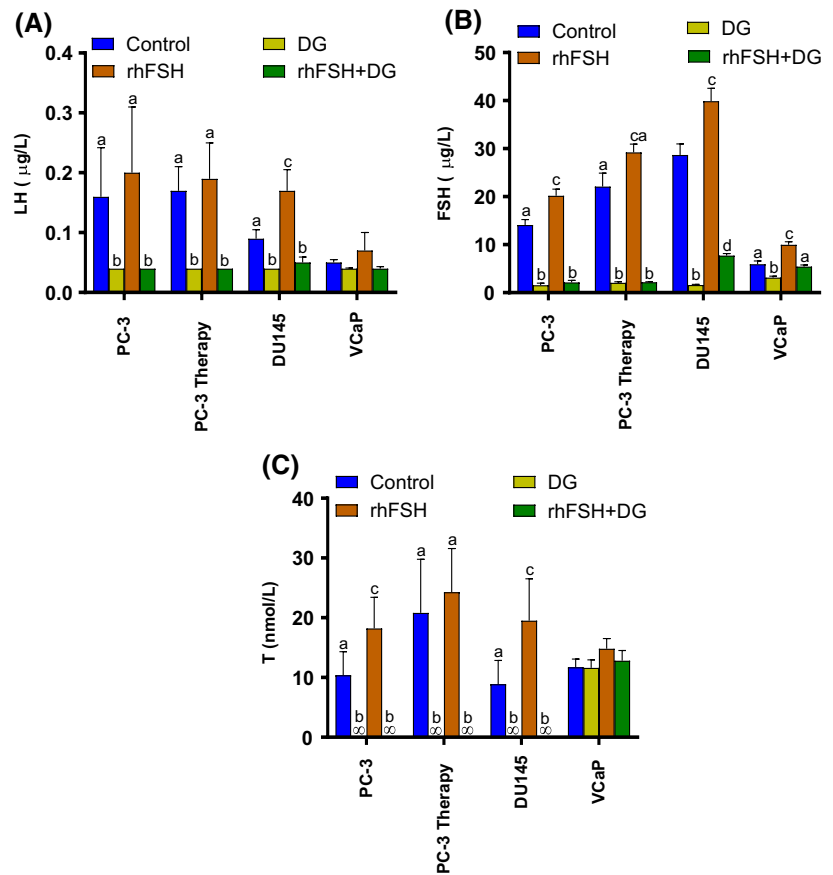 (A)
Control
DG
rhFSH
rhFSH+DG
LH ( µg/L)
0.4
0.3
0.2
0.1
0.0
a
b
a
b
a
b
a
b
a
b
c
b
PC-3
PC-3 Therapy
DU145
VCaP
(B)
Control
DG
rhFSH
rhFSH+DG
FSH ( µg/L)
50
40
30
20
10
0
a
b
c
b
a
b
ca
b
b
c
d
a
b
c
a
PC-3
PC-3 Therapy
DU145
VCaP
(C)
Control
DG
rhFSH
rhFSH+DG
T (nmol/L)
40
30
20
10
0
a
b
∞
c
b
∞
a
b
∞
a
b
∞
a
b
∞
c
b
∞
PC-3
PC-3 Therapy
DU145
VCaP